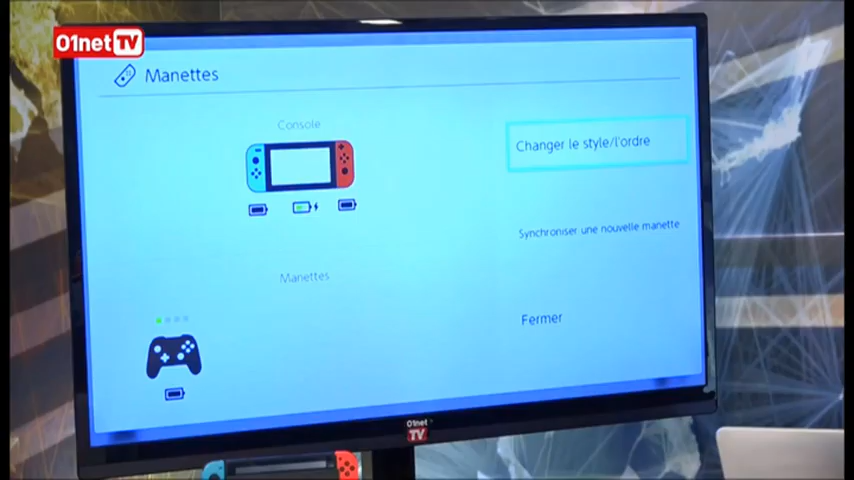 01netTV
Manettes
Console
Changer le style/l'ordre
Synchroniser une nouvelle manette
Manettes
Fermer
01net
TV